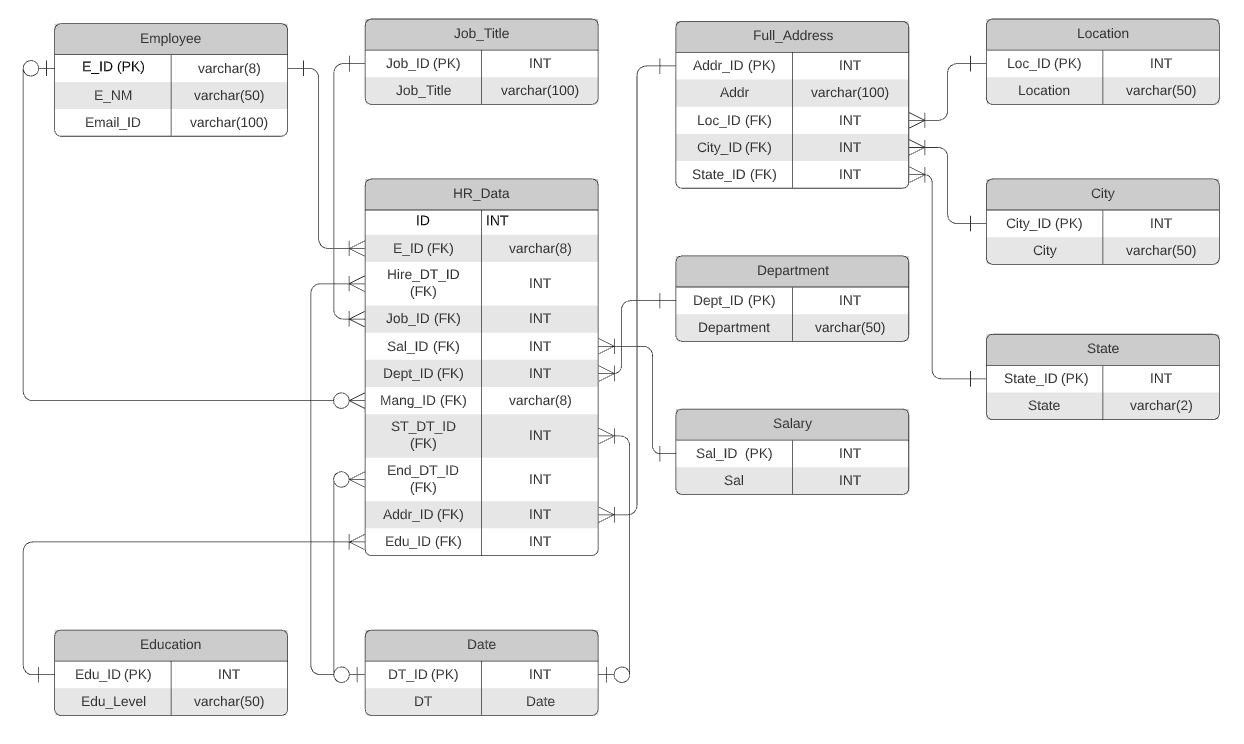 Employee
E_ID (PK) varchar(8)
E_NM varchar(50)
Email_ID varchar(100)
Job_Title
Job_ID (PK) INT
Job_Title varchar(100)
Full_Address
Addr_ID (PK) INT
Addr varchar(100)
Loc_ID (FK) INT
City_ID (FK) INT
State_ID (FK) INT
Location
Loc_ID (PK) INT
Location varchar(50)
HR_Data
ID INT
E_ID (FK) varchar(8)
Hire_DT_ID
(FK) INT
Job_ID (FK) INT
Sal_ID (FK) INT
Dept_ID (FK) INT
Mang_ID (FK) varchar(8)
ST_DT_ID
(FK) INT
End_DT_ID
(FK) INT
Addr_ID (FK) INT
Edu_ID (FK) INT
City
City_ID (PK) INT
City varchar(50)
Department
Dept_ID (PK) INT
Department varchar(50)
State
State_ID (PK) INT
State varchar(2)
Salary
Sal_ID (PK) INT
Sal INT
Education
Edu_ID (PK) INT
Edu_Level varchar(50)
Date
DT_ID (PK) INT
DT Date